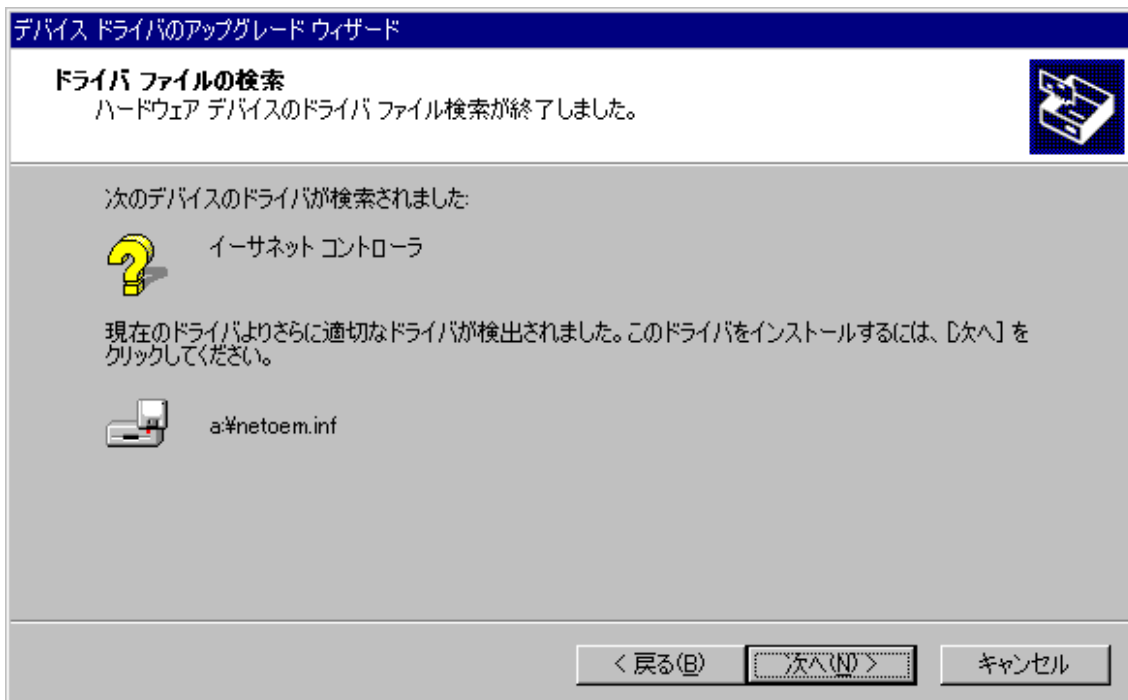 デバイス ドライバのアップグレード ウィザード
ドライバ ファイルの検索
ハードウェア デバイスのドライバ ファイル検索が終了しました。
次のデバイスのドライバが検索されました:
イーサネット コントローラ
現在のドライバよりさらに適切なドライバが検出されました。このドライバをインストールするには、[次へ] を
クリックしてください。
a:¥netoem.inf
< 戻る(B)
次へ(N) >
キャンセル